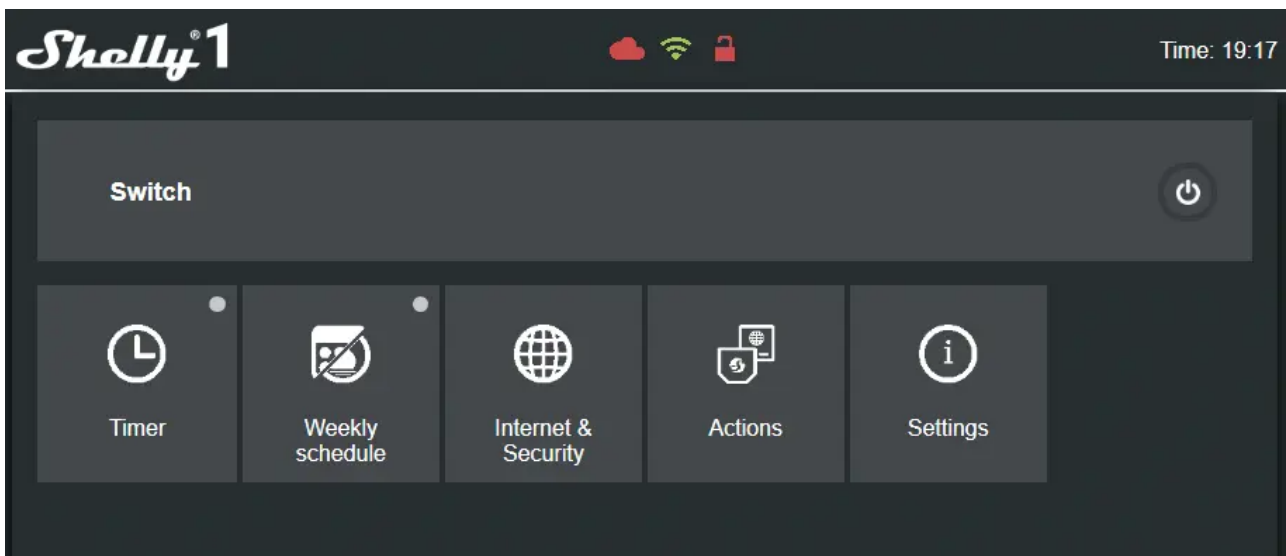 Shelly®1
Time: 19:17
Switch
Timer
Weekly
schedule
Internet &
Security
Actions
Settings